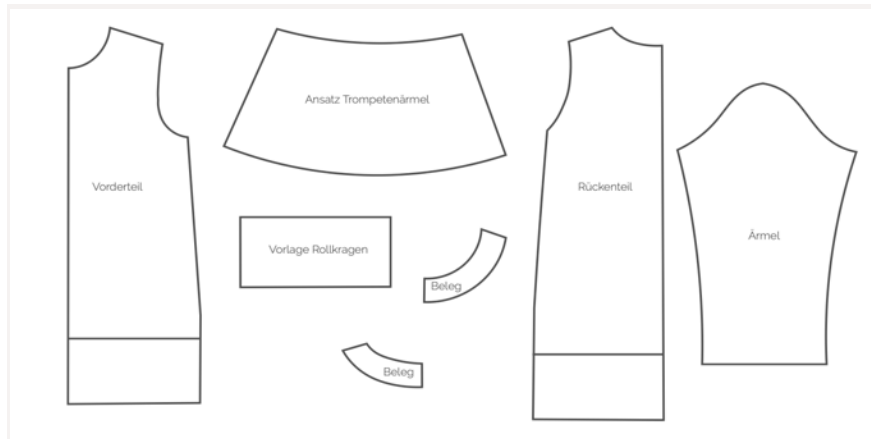 Ansatz Trompetenärmel
Vorderteil
Rückenteil
Ärmel
Vorlage Rollkragen
Beleg
Beleg